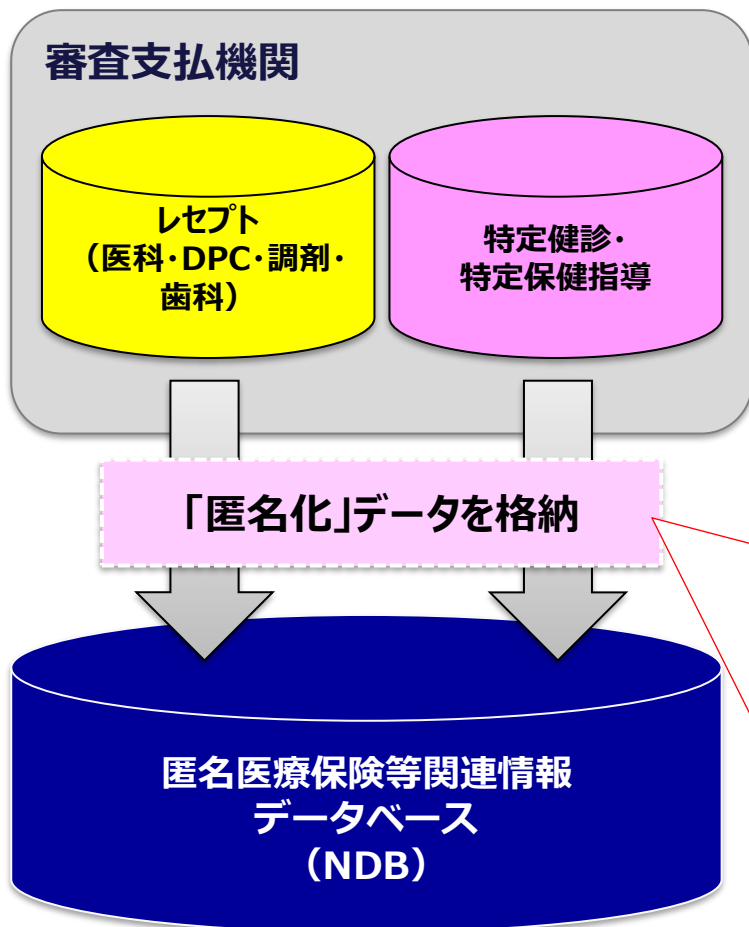 審査支払機関
レセプト
（医科・DPC・調剤・
歯科）
特定健診・
特定保健指導
「匿名化」データを格納
匿名医療保険等関連情報
データベース
（NDB）